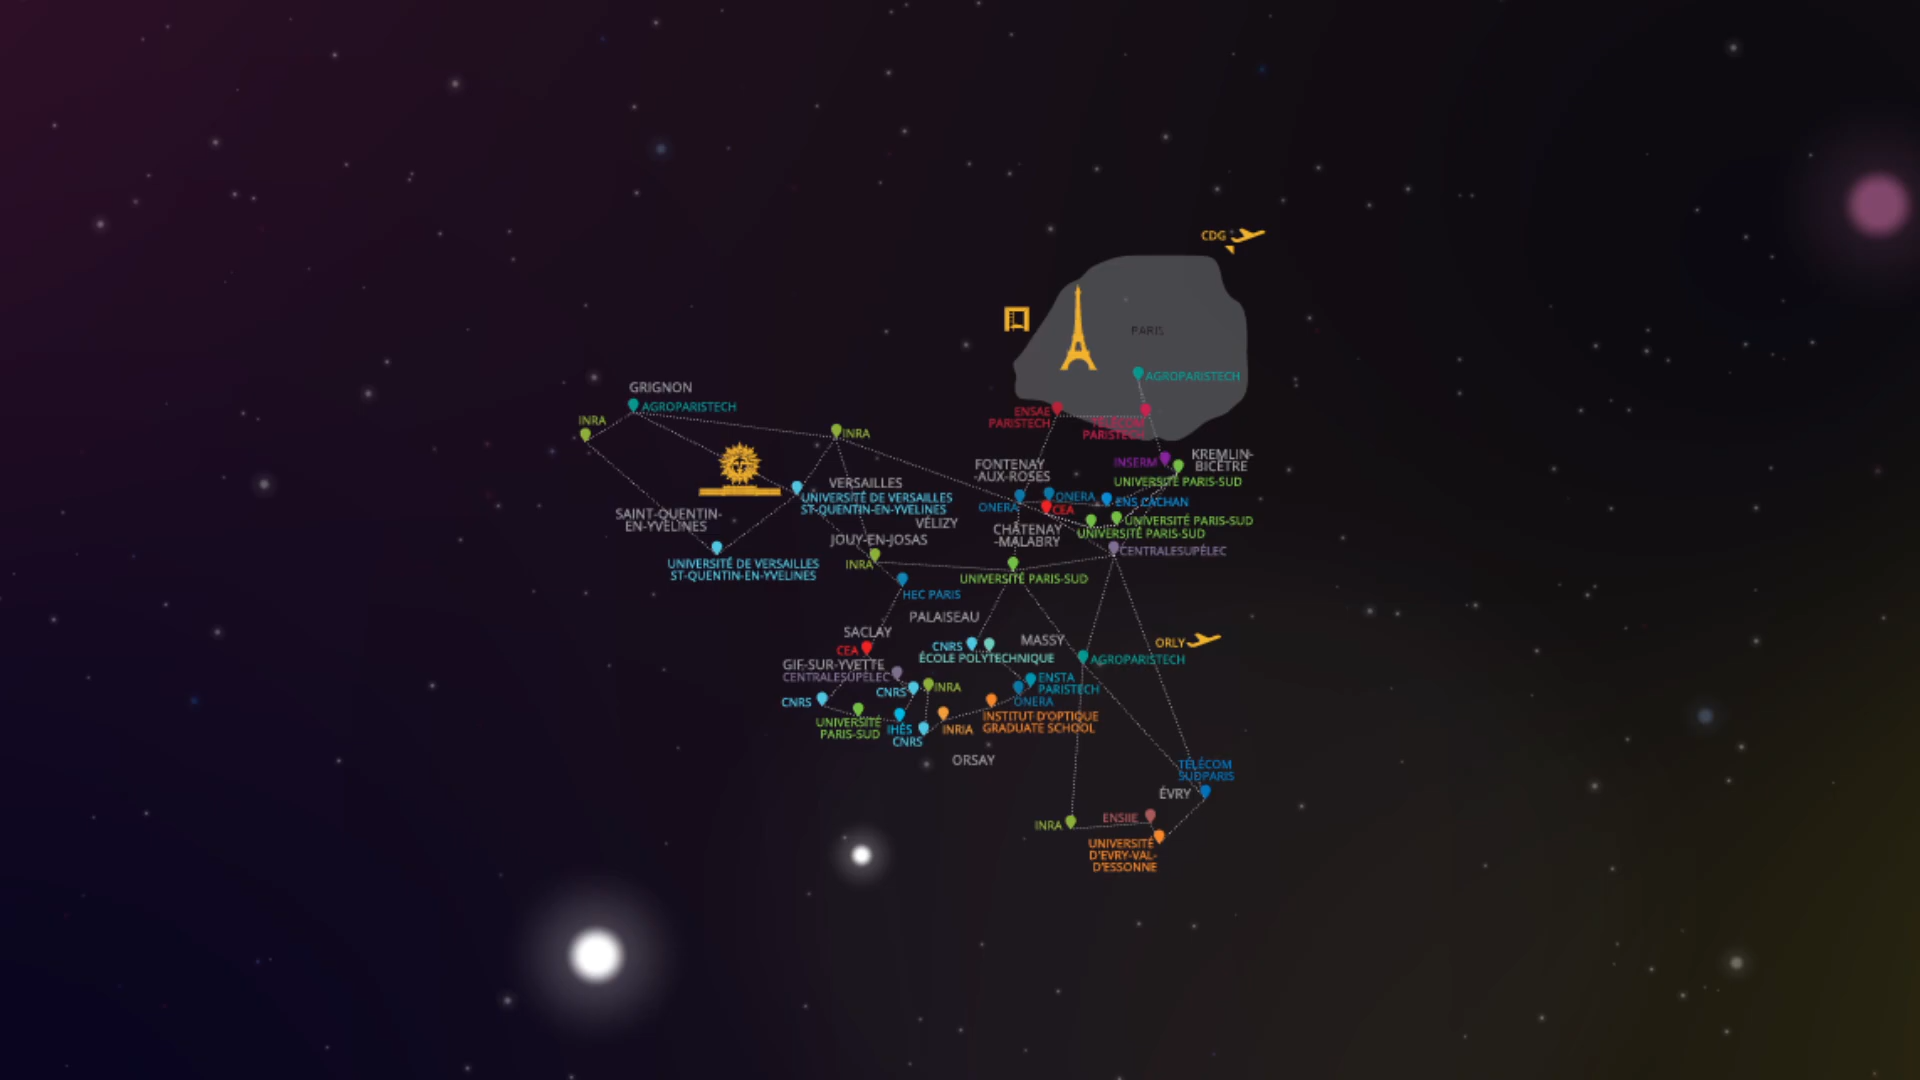 CDG
PARIS
AGROPARISTECH
GRIGNON
AGROPARISTECH
INRA
ENSAE
PARISTECH
TÉLÉCOM
PARISTECH
INRA
KREMLIN-
BICÊTRE
INSERM
FONTENAY
-AUX-ROSES
UNIVERSITÉ PARIS-SUD
VERSAILLES
UNIVERSITÉ DE VERSAILLES
ST-QUENTIN-EN-YVELINES
ONERA
ENS CACHAN
ONERA
CEA
SAINT-QUENTIN-
EN-YVELINES
VÉLIZY
UNIVERSITÉ PARIS-SUD
CHÂTENAY
-MALABRY
UNIVERSITÉ PARIS-SUD
JOUY-EN-JOSAS
CENTRALESUPÉLEC
UNIVERSITÉ DE VERSAILLES
ST-QUENTIN-EN-YVELINES
INRA
UNIVERSITÉ PARIS-SUD
HEC PARIS
PALAISEAU
SACLAY
MASSY
ORLY
CEA
CNRS
ÉCOLE POLYTECHNIQUE
AGROPARISTECH
GIF-SUR-YVETTE
CENTRALESUPÉLEC
ENSTA
PARISTECH
CNRS
INRA
CNRS
ONERA
UNIVERSITÉ
PARIS-SUD
IHÉS
CNRS
INRIA
INSTITUT D'OPTIQUE
GRADUATE SCHOOL
ORSAY
TÉLÉCOM
SUDPARIS
ÉVRY
INRA
ENSIIE
UNIVERSITÉ
D'EVRY-VAL-
D'ESSONNE